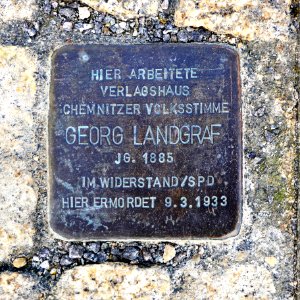 HIER ARBEITETE
VERLAGSHAUS
CHEMNITZER VOLKSSTIMME
GEORG LANDGRAF
JG. 1885
IM WIDERSTAND/SPD
HIER ERMORDET 9.3.1933